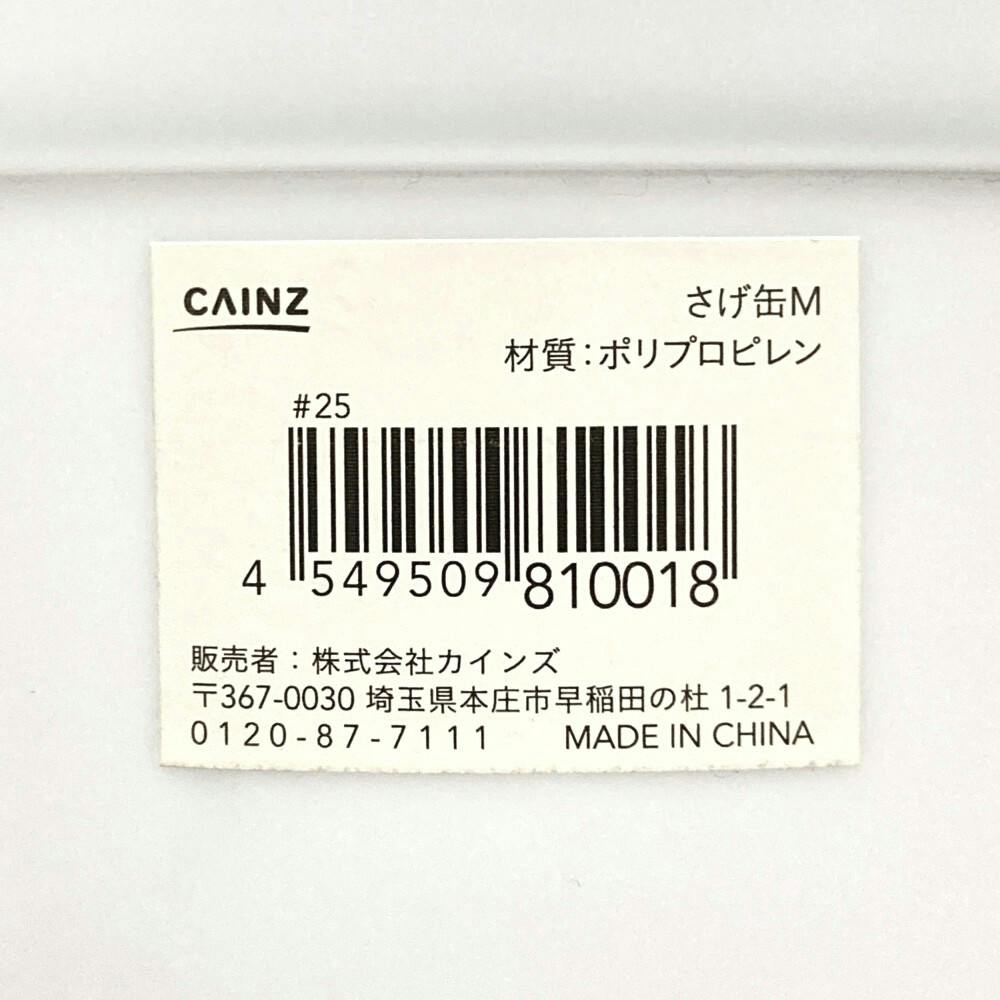 CAINZ
さげ缶M
材質：ポリプロピレン
#25
4 549509 810018
販売者：株式会社カインズ
〒367-0030 埼玉県本庄市早稲田の杜 1-2-1
0120-87-7111 MADE IN CHINA